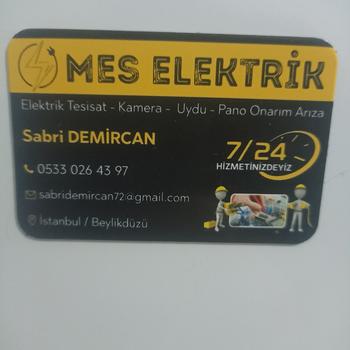 MES ELEKTRİK
Elektrik Tesisat - Kamera - Uydu - Pano Onarım Arıza
Sabri DEMİRCAN
7/24
HİZMETİNİZDEYİZ
0533 026 43 97
sabridemircan72@gmail.com
İstanbul / Beylikdüzü